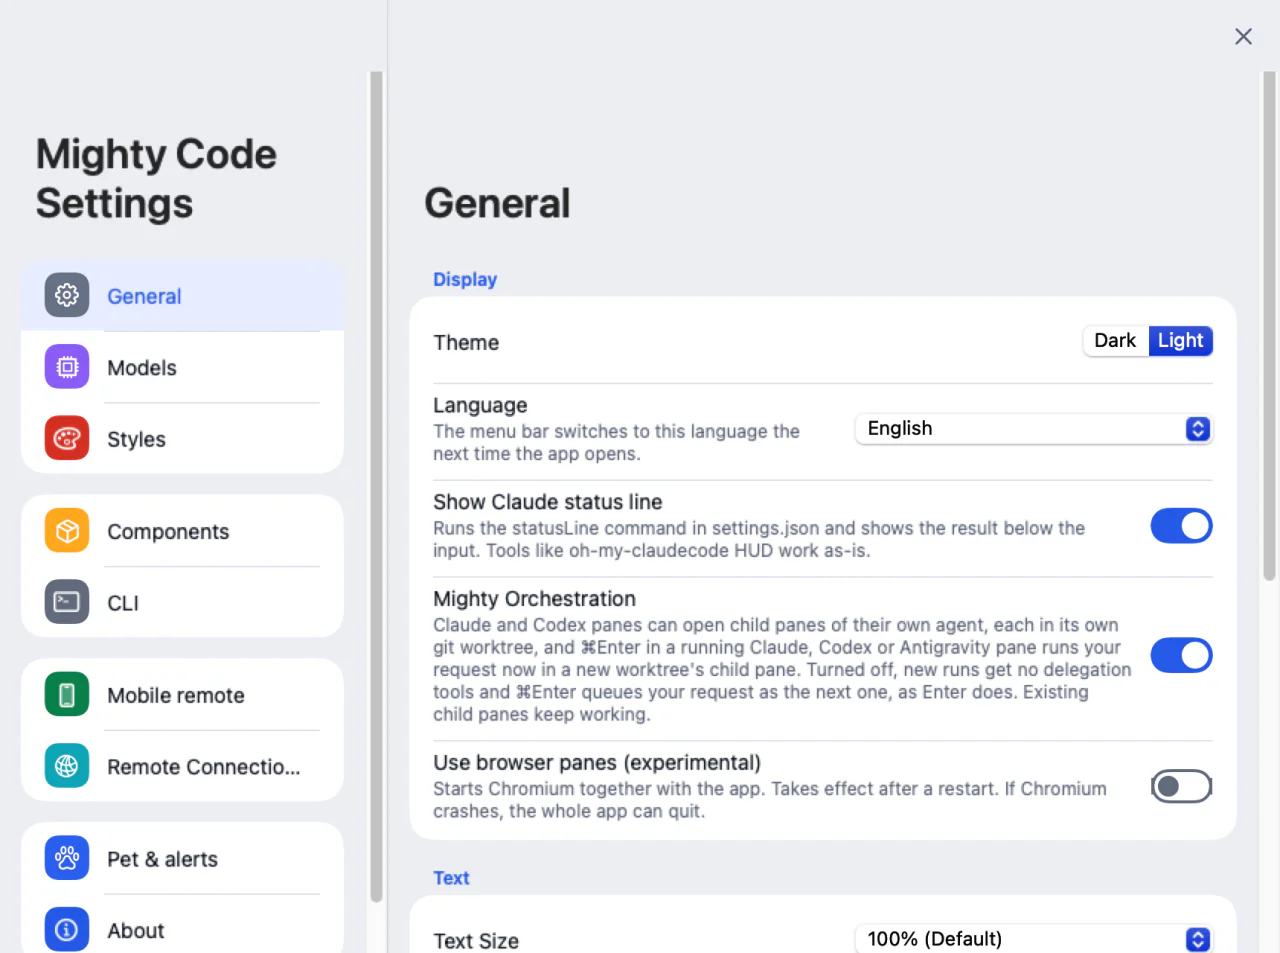 Mighty Code
Settings
General
Models
Styles
Components
CLI
Mobile remote
Remote Connectio...
Pet & alerts
About
General
Display
Theme
Dark
Light
Language
The menu bar switches to this language the
next time the app opens.
English
Show Claude status line
Runs the statusLine command in settings.json and shows the result below the
input. Tools like oh-my-claudecode HUD work as-is.
Mighty Orchestration
Claude and Codex panes can open child panes of their own agent, each in its own
git worktree, and ⌘Enter in a running Claude, Codex or Antigravity pane runs your
request now in a new worktree's child pane. Turned off, new runs get no delegation
tools and ⌘Enter queues your request as the next one, as Enter does. Existing
child panes keep working.
Use browser panes (experimental)
Starts Chromium together with the app. Takes effect after a restart. If Chromium
crashes, the whole app can quit.
Text
Text Size
100% (Default)